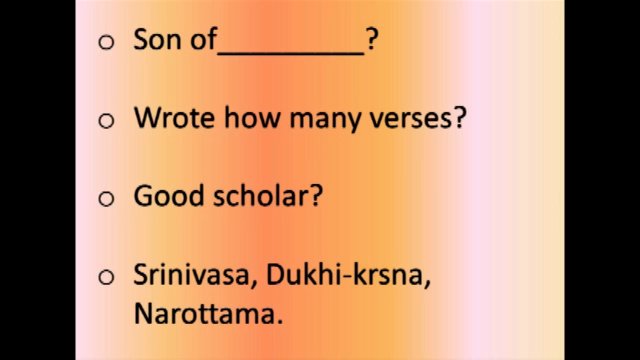 o Son of_________?
o Wrote how many verses?
o Good scholar?
o Srinivasa, Dukhi-krsna,
Narottama.